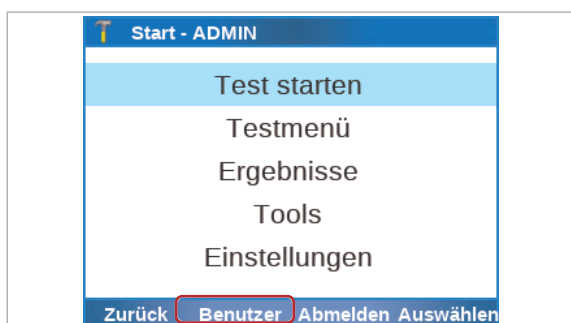 Start - ADMIN
Test starten
Testmenü
Ergebnisse
Tools
Einstellungen
Zurück Benutzer Abmelden Auswählen